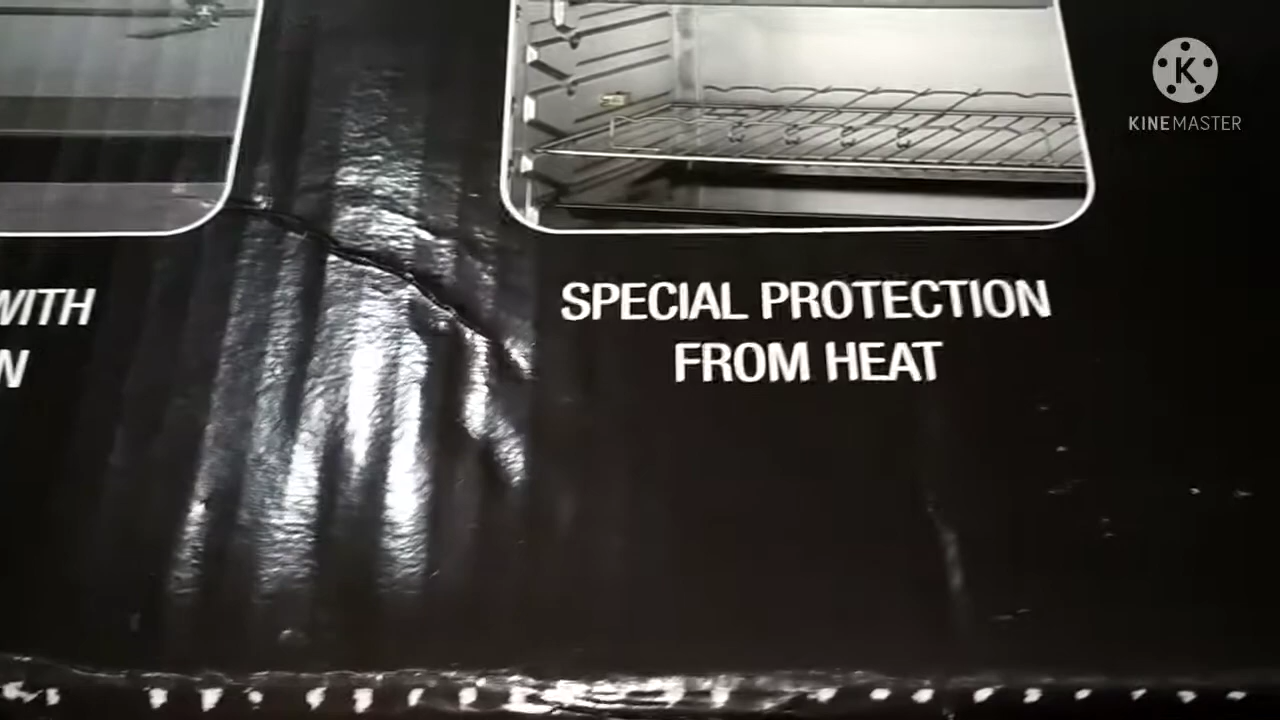 K
KINEMASTER
WITH
N
SPECIAL PROTECTION
FROM HEAT